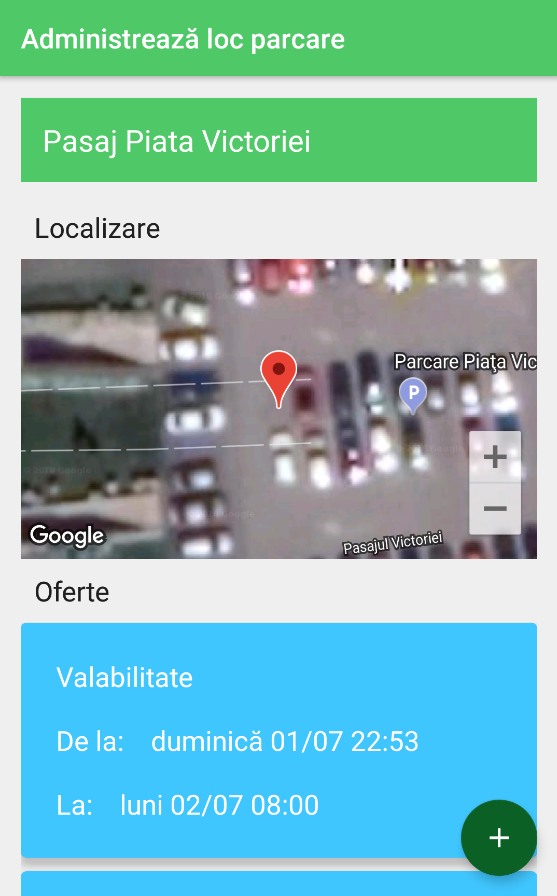 Administrează loc parcare
Pasaj Piata Victoriei
Localizare
Parcare Piaţa Vic
P
+
−
Google
Pasajul Victoriei
Oferte
Valabilitate
De la: duminică 01/07 22:53
La: luni 02/07 08:00
+